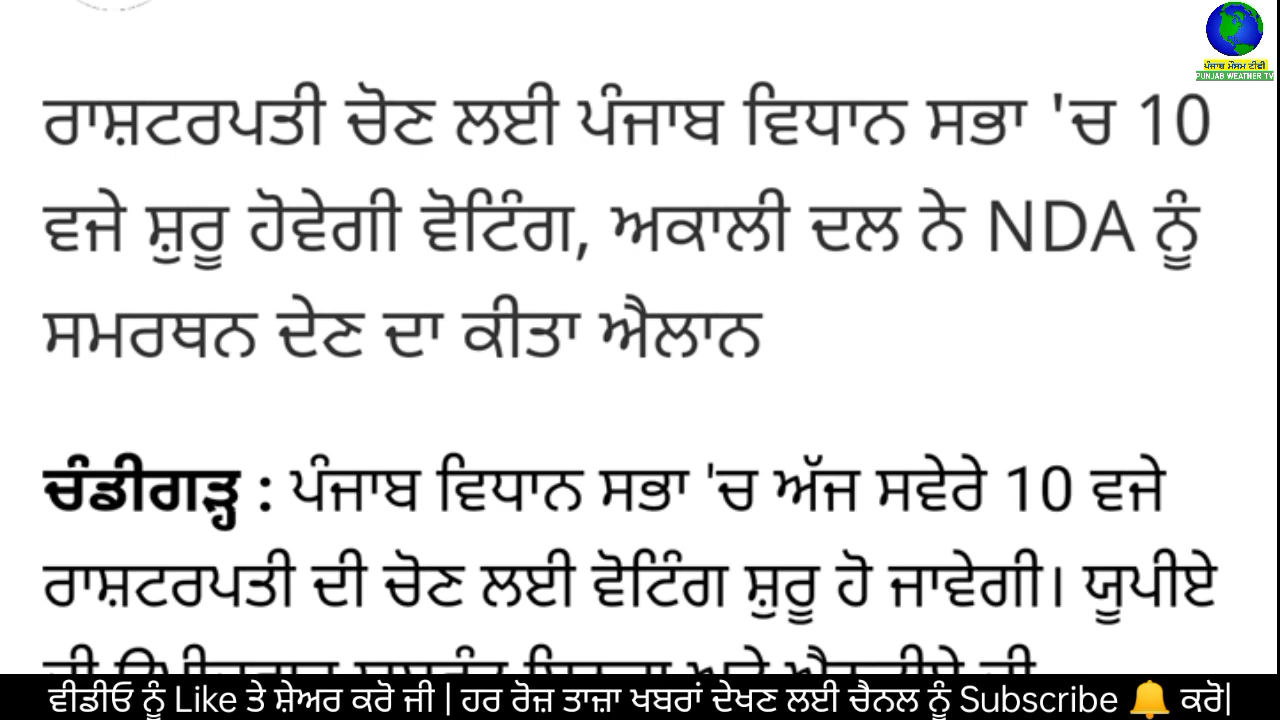 ਪੰਜਾਬ ਮੌਸਮ ਟੀਵੀ
PUNJAB WEATHER TV
ਰਾਸ਼ਟਰਪਤੀ ਚੋਣ ਲਈ ਪੰਜਾਬ ਵਿਧਾਨ ਸਭਾ 'ਚ 10
ਵਜੇ ਸ਼ੁਰੂ ਹੋਵੇਗੀ ਵੋਟਿੰਗ, ਅਕਾਲੀ ਦਲ ਨੇ NDA ਨੂੰ
ਸਮਰਥਨ ਦੇਣ ਦਾ ਕੀਤਾ ਐਲਾਨ
ਚੰਡੀਗੜ੍ਹ : ਪੰਜਾਬ ਵਿਧਾਨ ਸਭਾ 'ਚ ਅੱਜ ਸਵੇਰੇ 10 ਵਜੇ
ਰਾਸ਼ਟਰਪਤੀ ਦੀ ਚੋਣ ਲਈ ਵੋਟਿੰਗ ਸ਼ੁਰੂ ਹੋ ਜਾਵੇਗੀ। ਯੂਪੀਏ
ਵੀਡੀਓ ਨੂੰ Like ਤੇ ਸ਼ੇਅਰ ਕਰੋ ਜੀ | ਹਰ ਰੋਜ਼ ਤਾਜ਼ਾ ਖਬਰਾਂ ਦੇਖਣ ਲਈ ਚੈਨਲ ਨੂੰ Subscribe 🔔 ਕਰੋ|